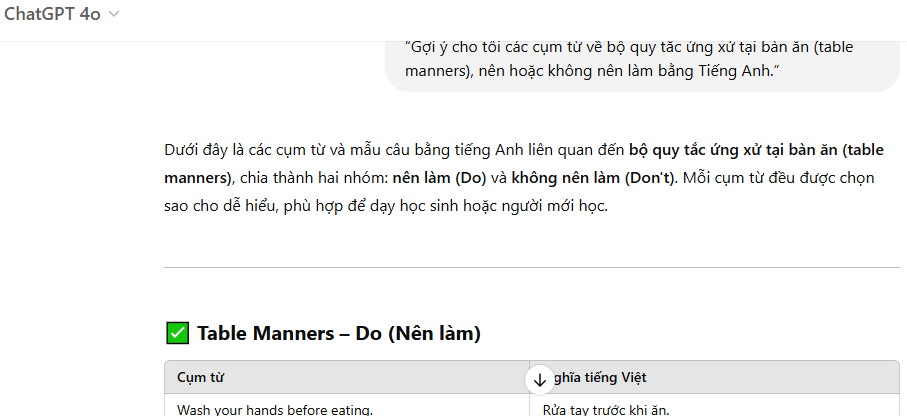 ChatGPT 4o
“Gợi ý cho tôi các cụm từ về bộ quy tắc ứng xử tại bàn ăn (table
manners), nên hoặc không nên làm bằng Tiếng Anh.”
Dưới đây là các cụm từ và mẫu câu bằng tiếng Anh liên quan đến bộ quy tắc ứng xử tại bàn ăn (table
manners), chia thành hai nhóm: nên làm (Do) và không nên làm (Don't). Mỗi cụm từ đều được chọn
sao cho dễ hiểu, phù hợp để dạy học sinh hoặc người mới học.
✅ Table Manners – Do (Nên làm)
Cụm từ
ghĩa tiếng Việt
Wash your hands before eating.
Rửa tay trước khi ăn.